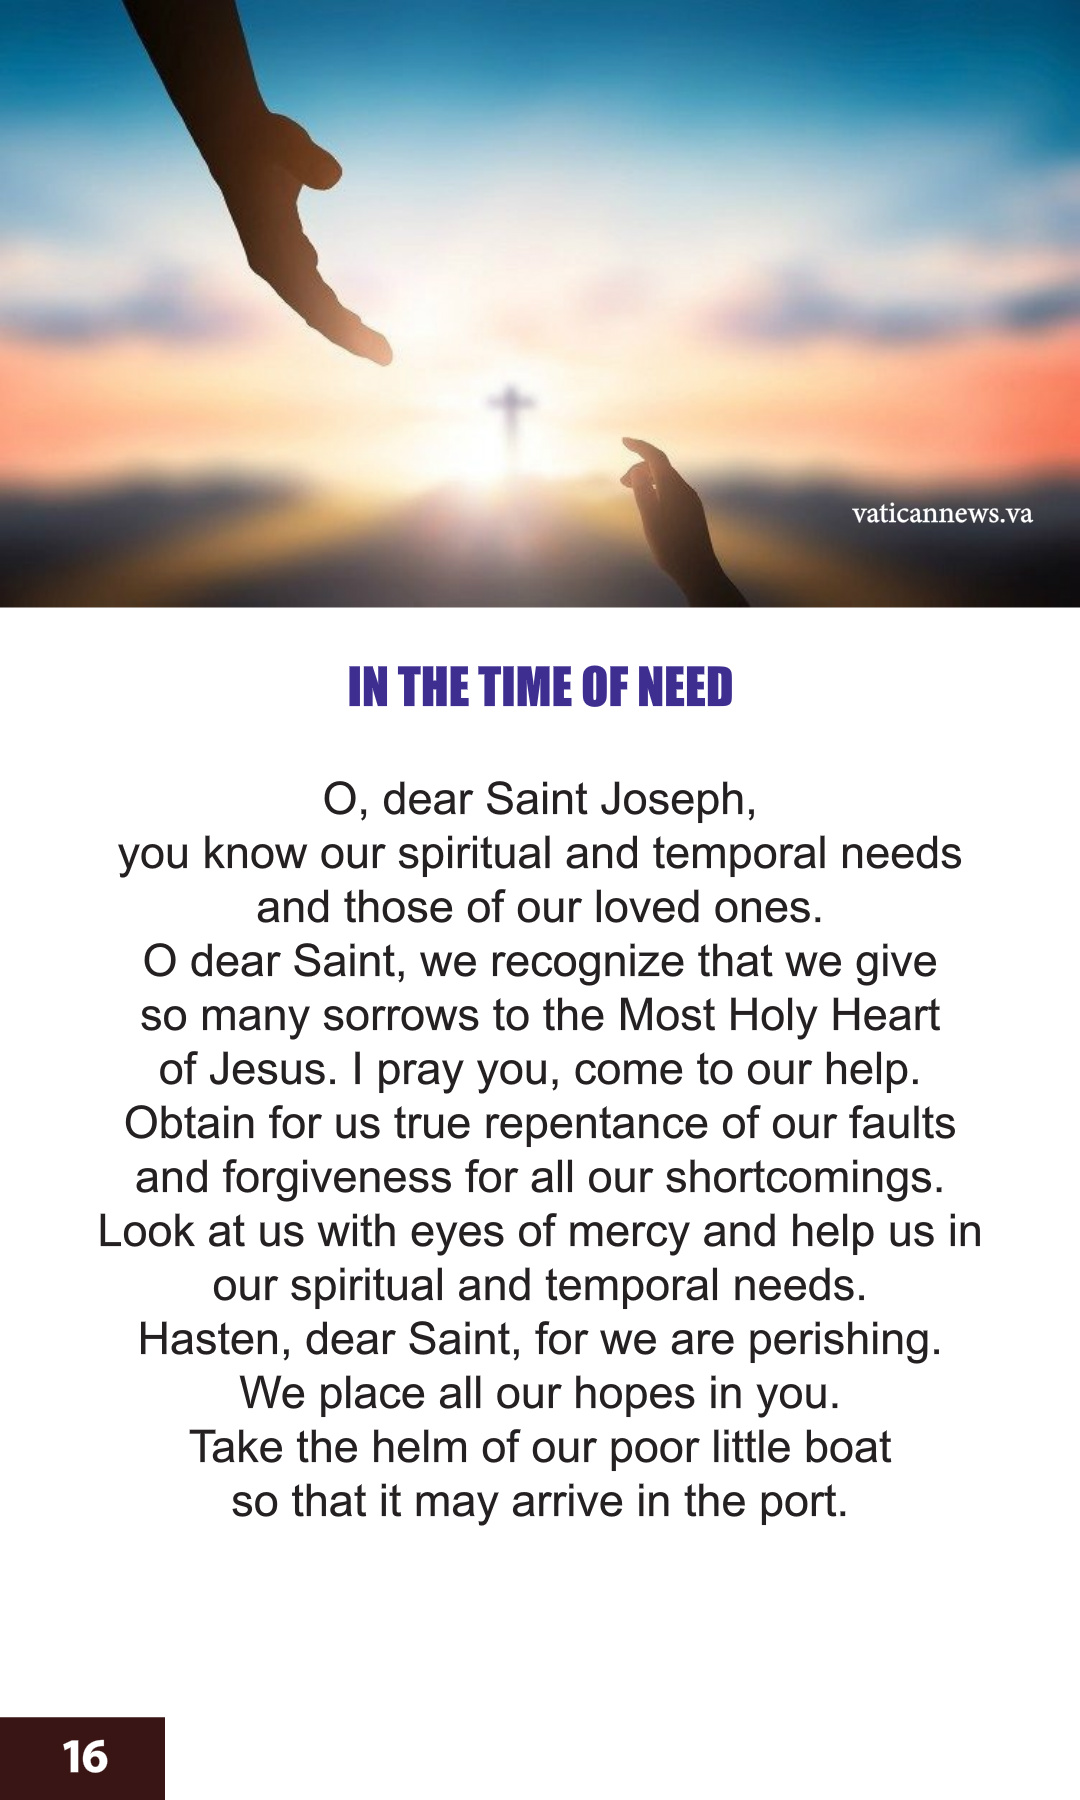 vaticannews.va
IN THE TIME OF NEED
O, dear Saint Joseph,
you know our spiritual and temporal needs
and those of our loved ones.
O dear Saint, we recognize that we give
so many sorrows to the Most Holy Heart
of Jesus. I pray you, come to our help.
Obtain for us true repentance of our faults
and forgiveness for all our shortcomings.
Look at us with eyes of mercy and help us in
our spiritual and temporal needs.
Hasten, dear Saint, for we are perishing.
We place all our hopes in you.
Take the helm of our poor little boat
so that it may arrive in the port.
16